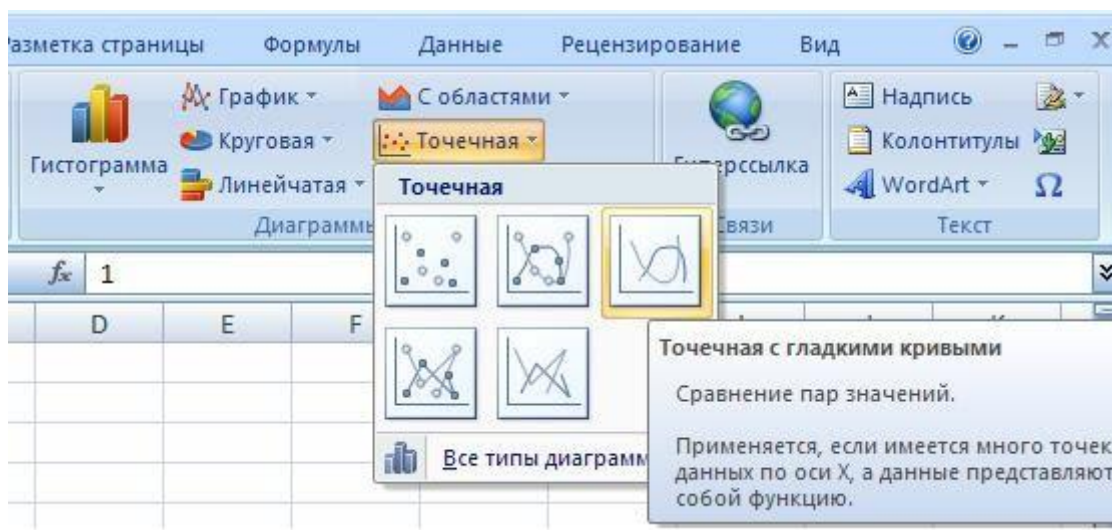 Разметка страницы Формулы Данные Рецензирование Вид
График С областями Надпись
Круговая Точечная Колонтитулы
Гистограмма Линейчатая WordArt Ω
Диаграммы Связи Текст
Точечная
fx 1
D E F
Точечная с гладкими кривыми
Сравнение пар значений.
Применяется, если имеется много точек
данных по оси X, а данные представляют
собой функцию.
Все типы диаграмм